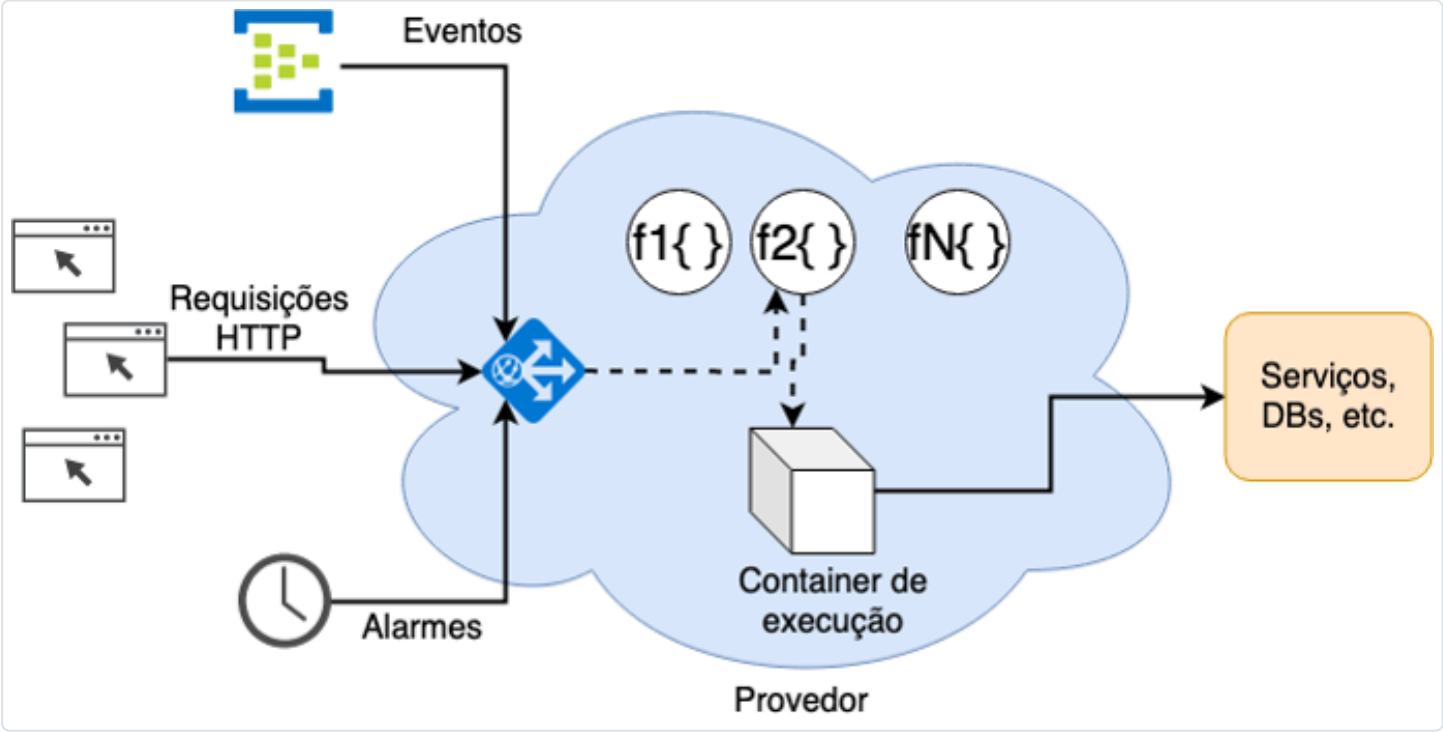 Eventos
f1{ }
f2{ }
fN{ }
Requisições
HTTP
Serviços,
DBs, etc.
Container de
execução
Alarmes
Provedor